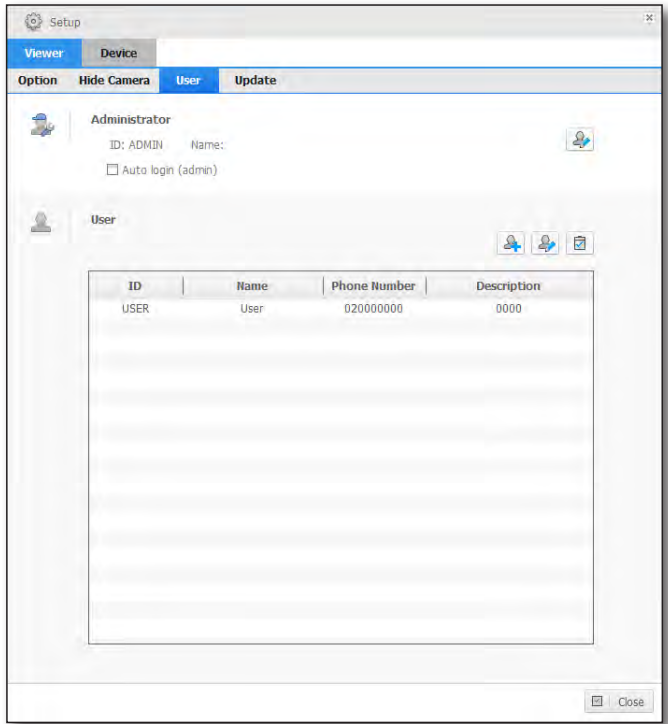 Setup
Viewer Device
Option Hide Camera User Update
Administrator
ID: ADMIN Name:
Auto login (admin)
User
ID Name Phone Number Description
USER User 020000000 0000
Close